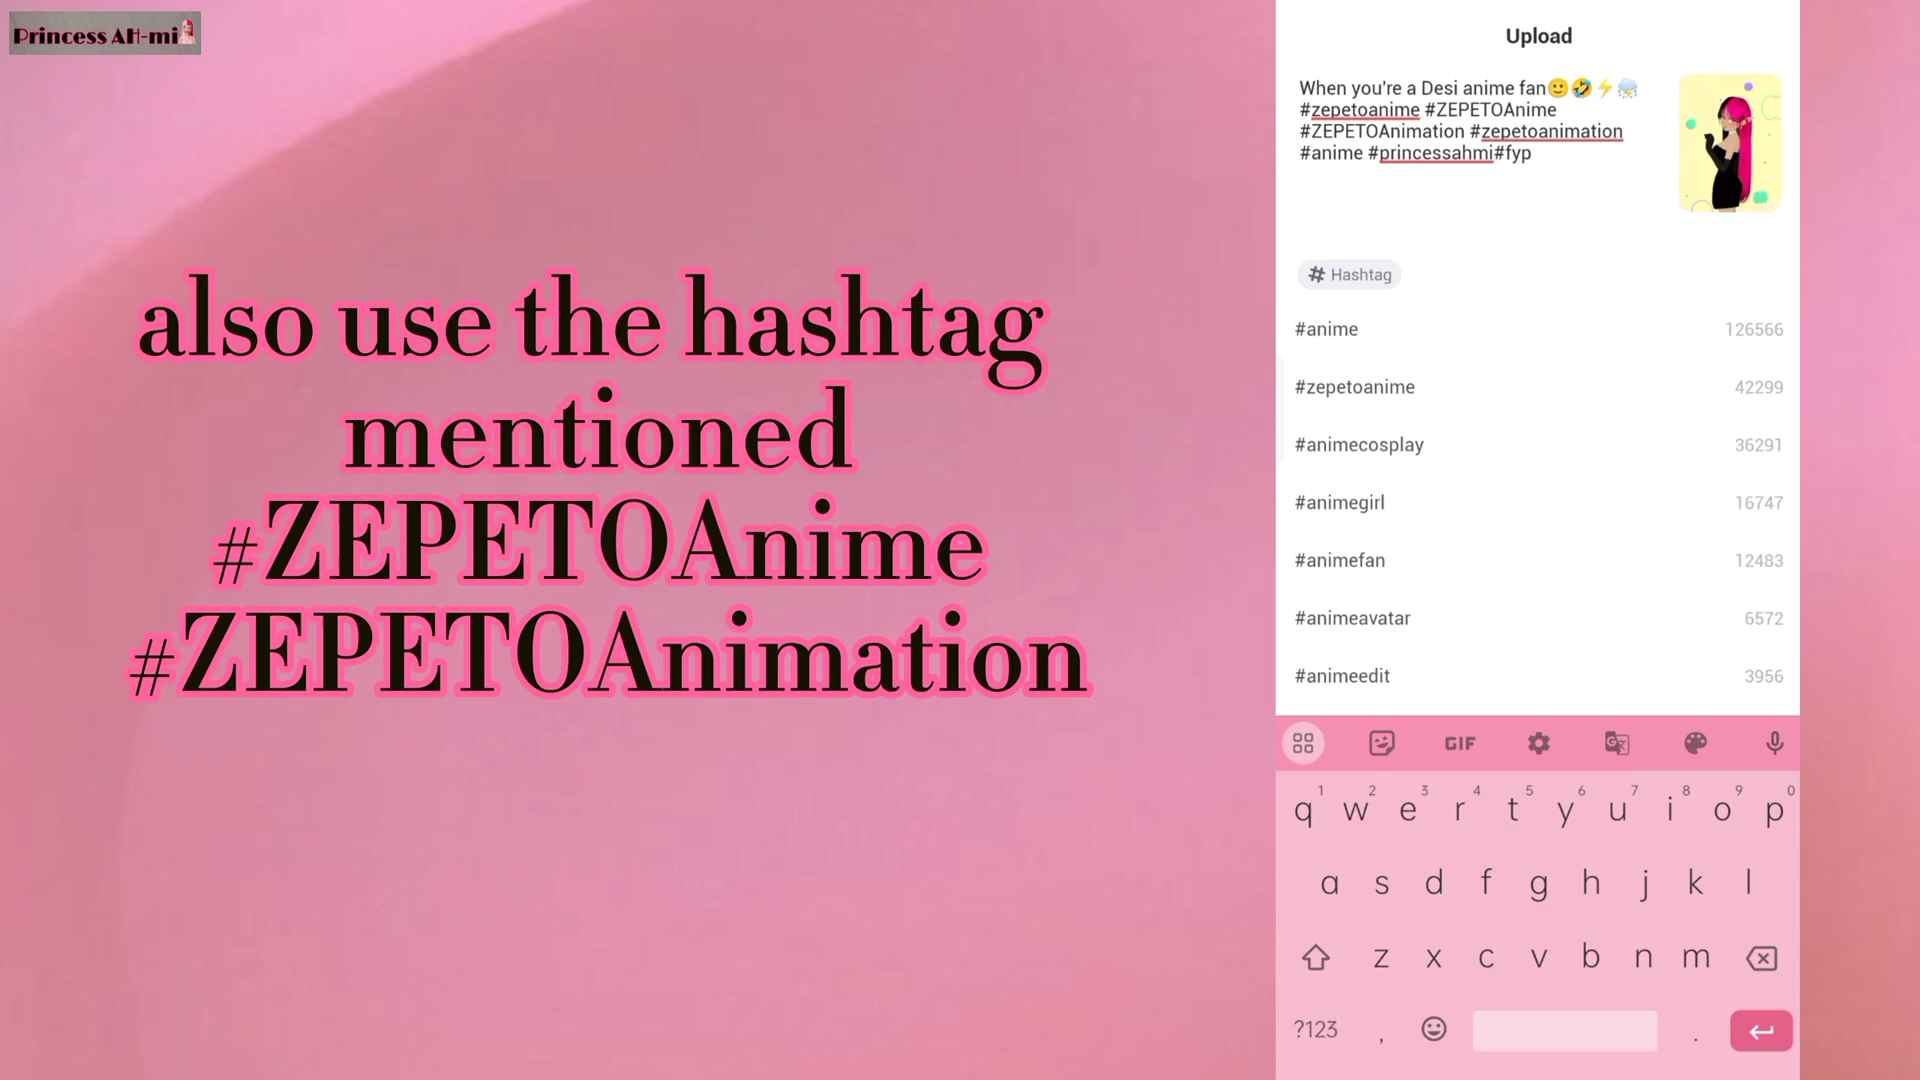 Princess AH-mi
also use the hashtag
mentioned
#ZEPETOAnime
#ZEPETOAnimation
Upload
When you're a Desi anime fan🙂🤣⚡⛈️
#zepetoanime #ZEPETOAnime
#ZEPETOAnimation #zepetoanimation
#anime #princessahmi#fyp
# Hashtag
#anime 126566
#zepetoanime 42299
#animecosplay 36291
#animegirl 16747
#animefan 12483
#animeavatar 6572
#animeedit 3956
GIF
1 2 3 4 5 6 7 8 9 0
q w e r t y u i o p
a s d f g h j k l
z x c v b n m
?123 , .